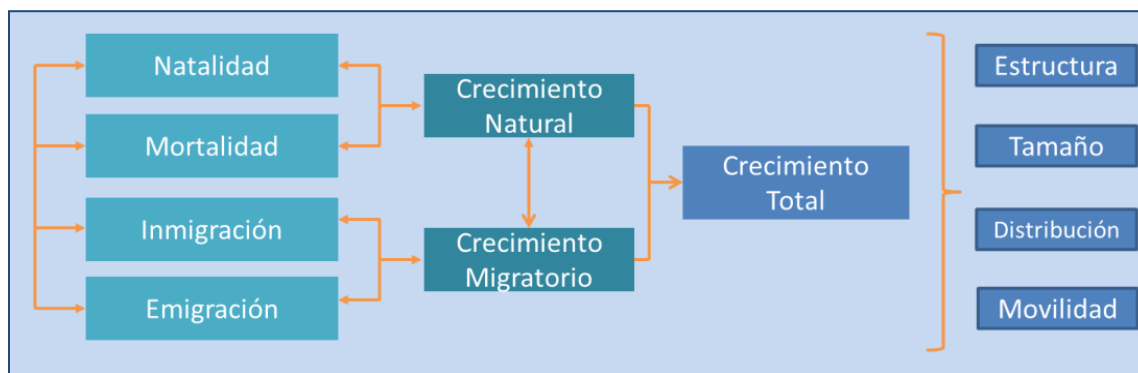 Natalidad
Mortalidad
Inmigración
Emigración
Crecimiento
Natural
Crecimiento
Migratorio
Crecimiento
Total
Estructura
Tamaño
Distribución
Movilidad